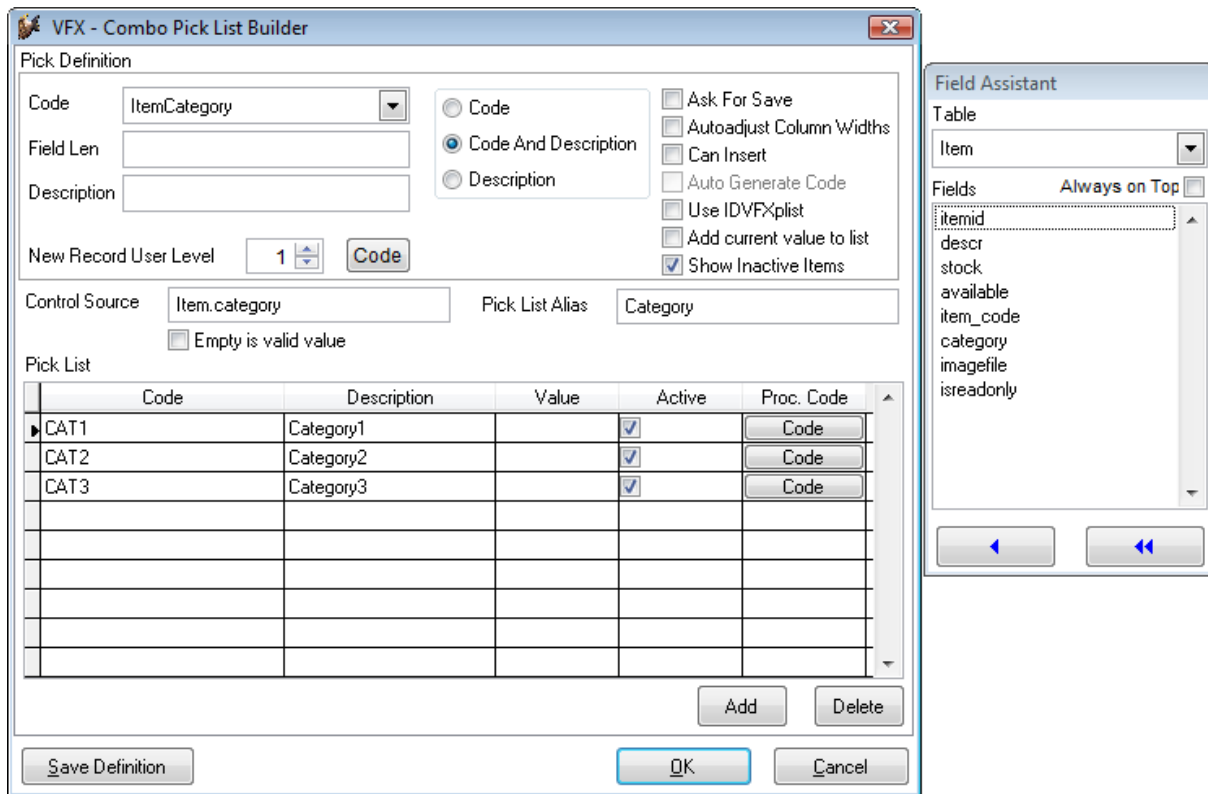 VFX - Combo Pick List Builder
Pick Definition
Code
ItemCategory
Field Len
Description
New Record User Level
1
Code
Code
Code And Description
Description
Ask For Save
Autoadjust Column Widths
Can Insert
Auto Generate Code
Use IDVFXplist
Add current value to list
Show Inactive Items
Control Source
Item.category
Pick List Alias
Category
Empty is valid value
Pick List
Code Description Value Active Proc. Code
CAT1 Category1 Code
CAT2 Category2 Code
CAT3 Category3 Code
Add
Delete
Save Definition
OK
Cancel
Field Assistant
Table
Item
Fields
Always on Top
itemid
descr
stock
available
item_code
category
imagefile
isreadonly